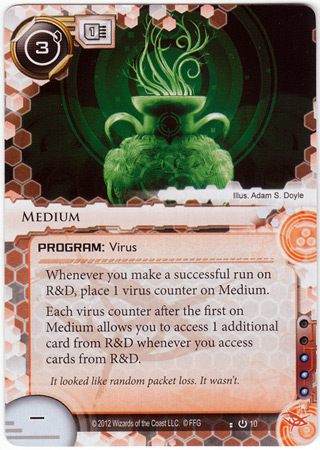 3
1
Illus. Adam S. Doyle
MEDIUM
PROGRAM: Virus
Whenever you make a successful run on
R&D, place 1 virus counter on Medium.
Each virus counter after the first on
Medium allows you to access 1 additional
card from R&D whenever you access
cards from R&D.
It looked like random packet loss. It wasn't.
–
© 2012 Wizards of the Coast LLC. © FFG
10